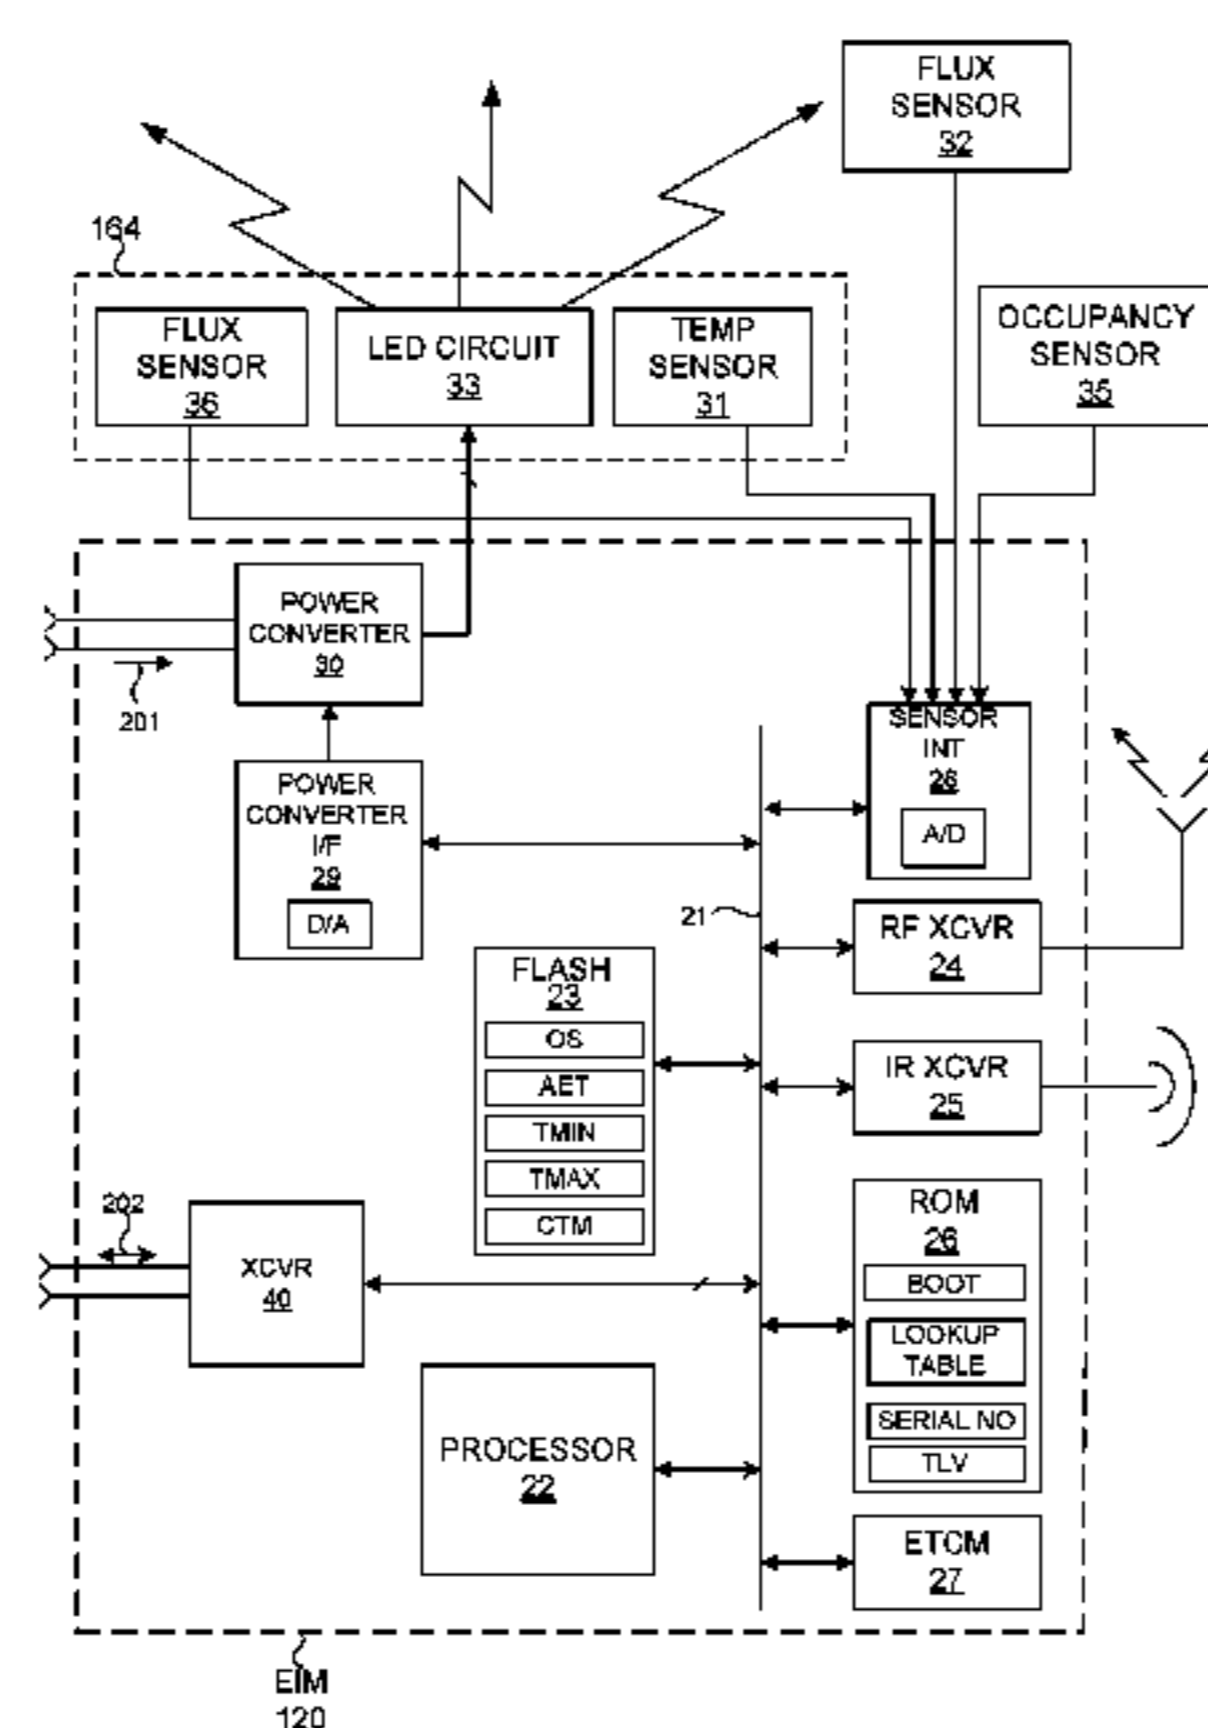 FLUX
SENSOR
32
164
FLUX
SENSOR
36
LED CIRCUIT
33
TEMP
SENSOR
31
OCCUPANCY
SENSOR
35
POWER
CONVERTER
30
201
SENSOR
INT
28
A/D
POWER
CONVERTER
I/F
29
D/A
21
RF XCVR
24
FLASH
23
OS
AET
TMIN
TMAX
CTM
IR XCVR
25
202
XCVR
40
ROM
26
BOOT
LOOKUP
TABLE
SERIAL NO
TLV
PROCESSOR
22
ETCM
27
EIM
120